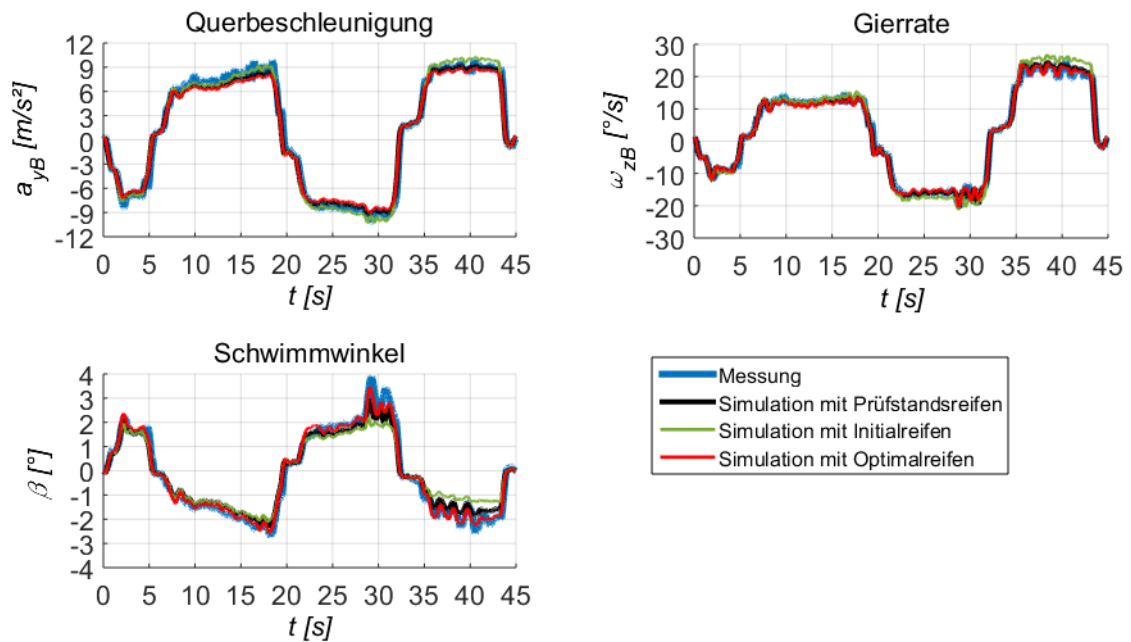 Querbeschleunigung
12
9
6
3
0
-3
-6
-9
-12
a_yB [m/s²]
0 5 10 15 20 25 30 35 40 45
t [s]
Gierrate
30
20
10
0
-10
-20
-30
ω_zB [°/s]
0 5 10 15 20 25 30 35 40 45
t [s]
Schwimmwinkel
4
3
2
1
0
-1
-2
-3
-4
β [°]
0 5 10 15 20 25 30 35 40 45
t [s]
Messung
Simulation mit Prüfstandsreifen
Simulation mit Initialreifen
Simulation mit Optimalreifen